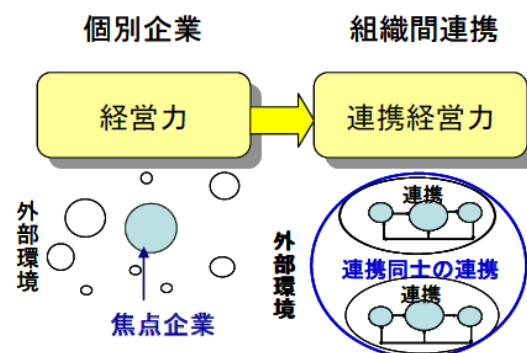 個別企業
組織間連携
経営力
連携経営力
外部環境
焦点企業
外部環境
連携
連携同士の連携
連携